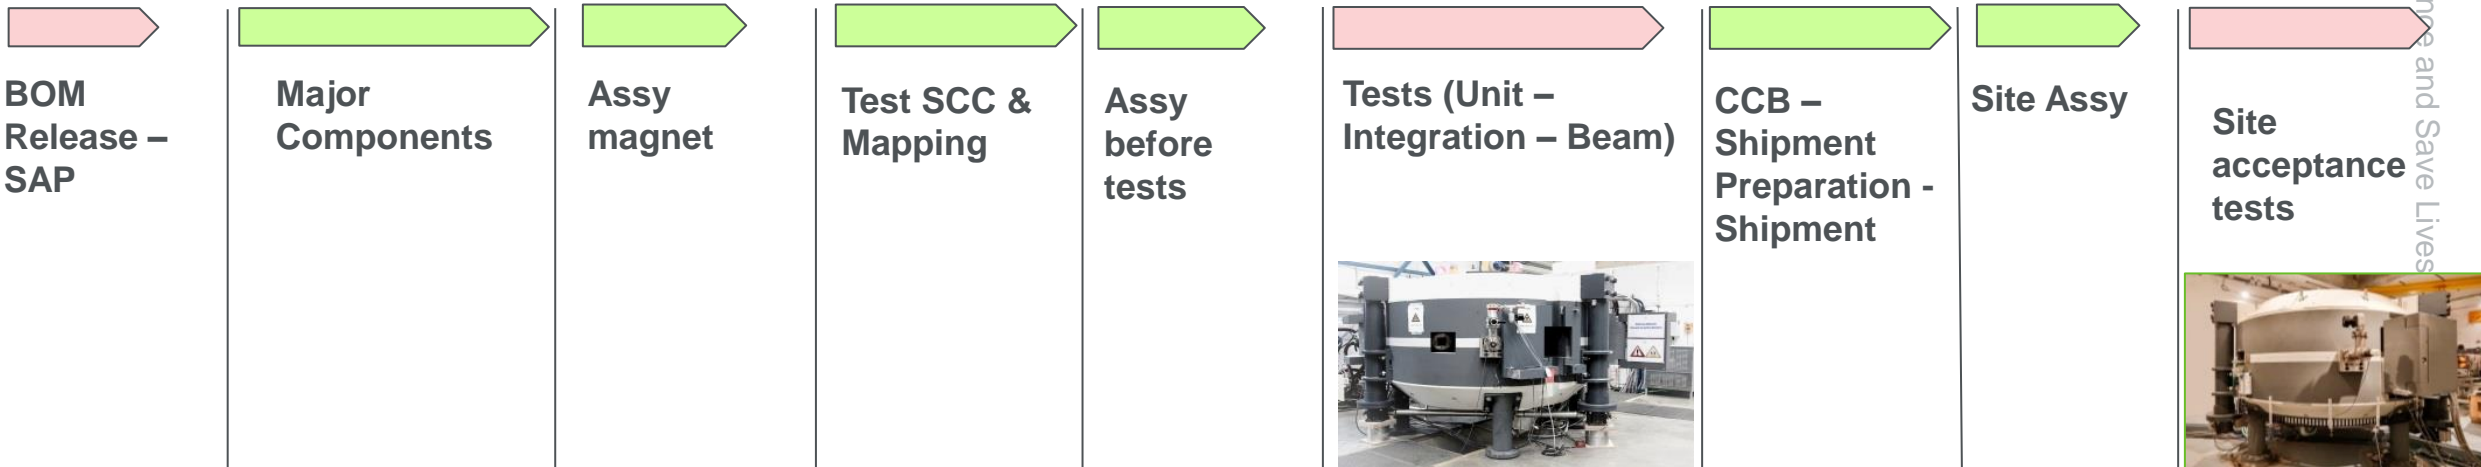 BOM
Release –
SAP
Major
Components
Assy
magnet
Test SCC &
Mapping
Assy
before
tests
Tests (Unit –
Integration – Beam)
CCB –
Shipment
Preparation -
Shipment
Site Assy
Site
acceptance
tests
and Save Lives